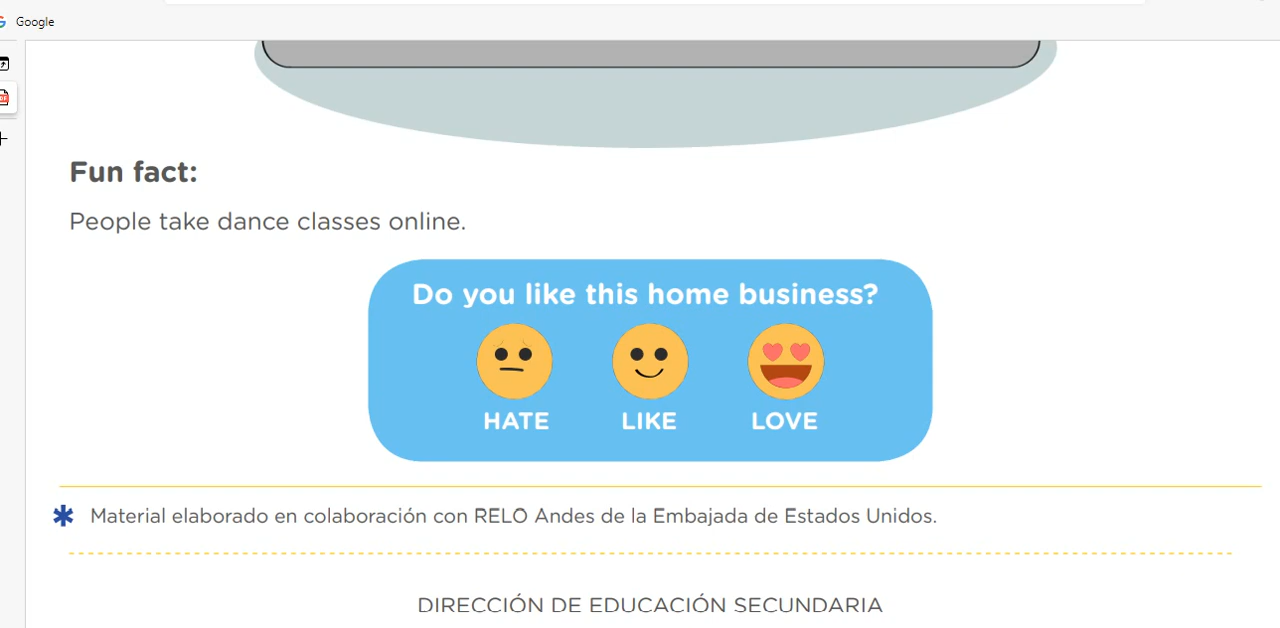 Google
Fun fact:
People take dance classes online.
Do you like this home business?
HATE LIKE LOVE
* Material elaborado en colaboración con RELO Andes de la Embajada de Estados Unidos.
DIRECCIÓN DE EDUCACIÓN SECUNDARIA